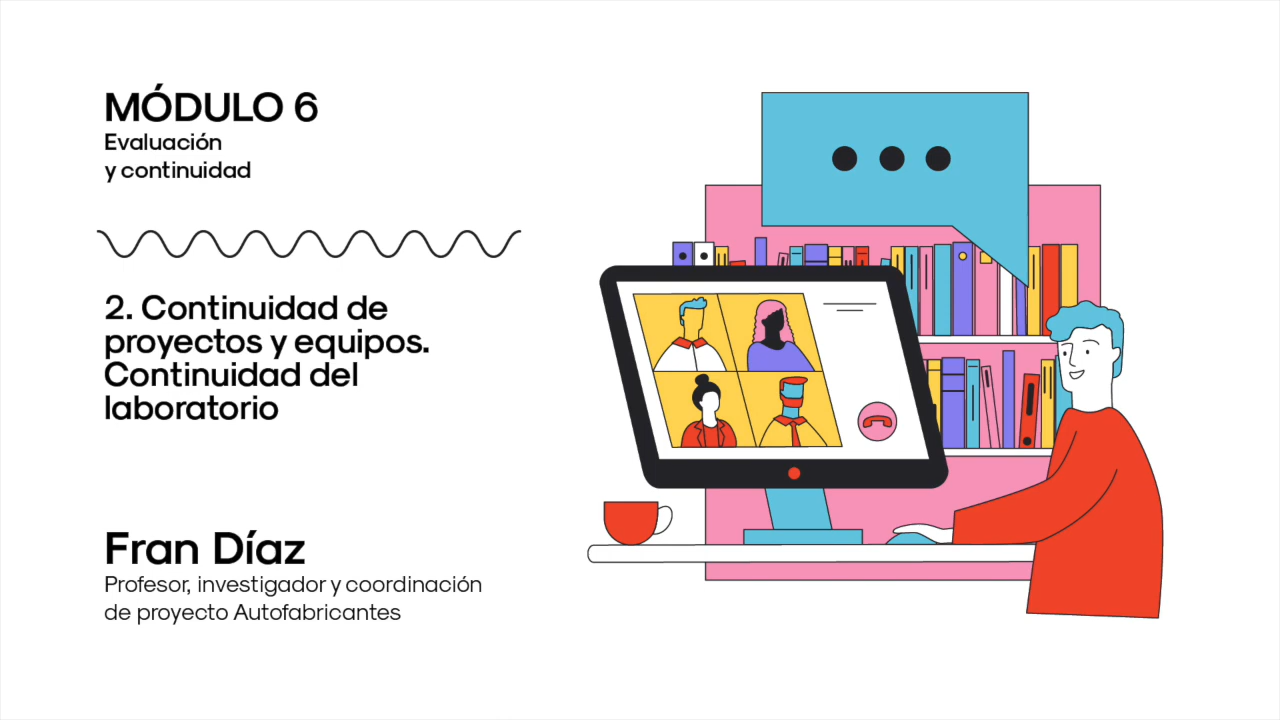 MÓDULO 6
Evaluación
y continuidad
2. Continuidad de
proyectos y equipos.
Continuidad del
laboratorio
Fran Díaz
Profesor, investigador y coordinación
de proyecto Autofabricantes